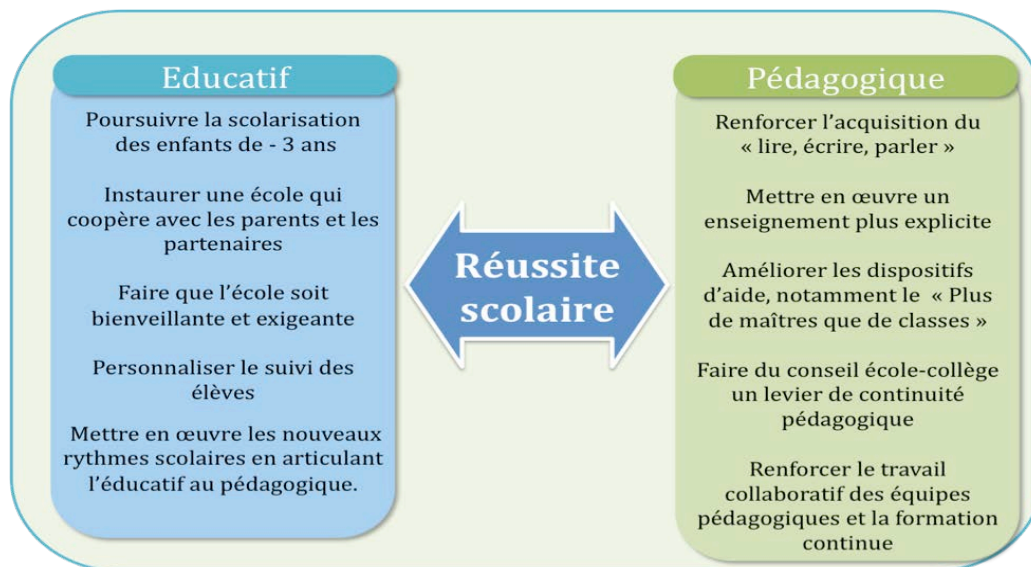 Educatif
Poursuivre la scolarisation
des enfants de - 3 ans
Instaurer une école qui
coopère avec les parents et les
partenaires
Faire que l’école soit
bienveillante et exigeante
Personnaliser le suivi des
élèves
Mettre en œuvre les nouveaux
rythmes scolaires en articulant
l’éducatif au pédagogique.
Réussite
scolaire
Pédagogique
Renforcer l’acquisition du
« lire, écrire, parler »
Mettre en œuvre un
enseignement plus explicite
Améliorer les dispositifs
d’aide, notamment le « Plus
de maîtres que de classes »
Faire du conseil école-collège
un levier de continuité
pédagogique
Renforcer le travail
collaboratif des équipes
pédagogiques et la formation
continue